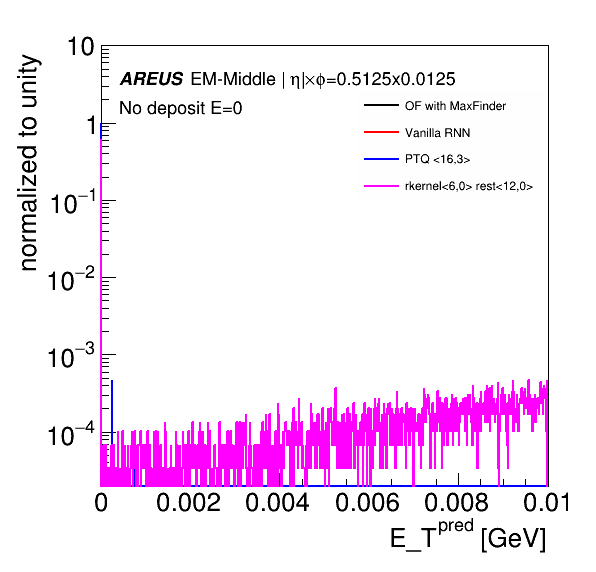 10
AREUS EM-Middle | η|×ϕ=0.5125x0.0125
No deposit E=0
OF with MaxFinder
Vanilla RNN
PTQ <16,3>
rkernel<6,0> rest<12,0>
normalized to unity
1
10⁻¹
10⁻²
10⁻³
10⁻⁴
0 0.002 0.004 0.006 0.008 0.01
E_T^pred [GeV]